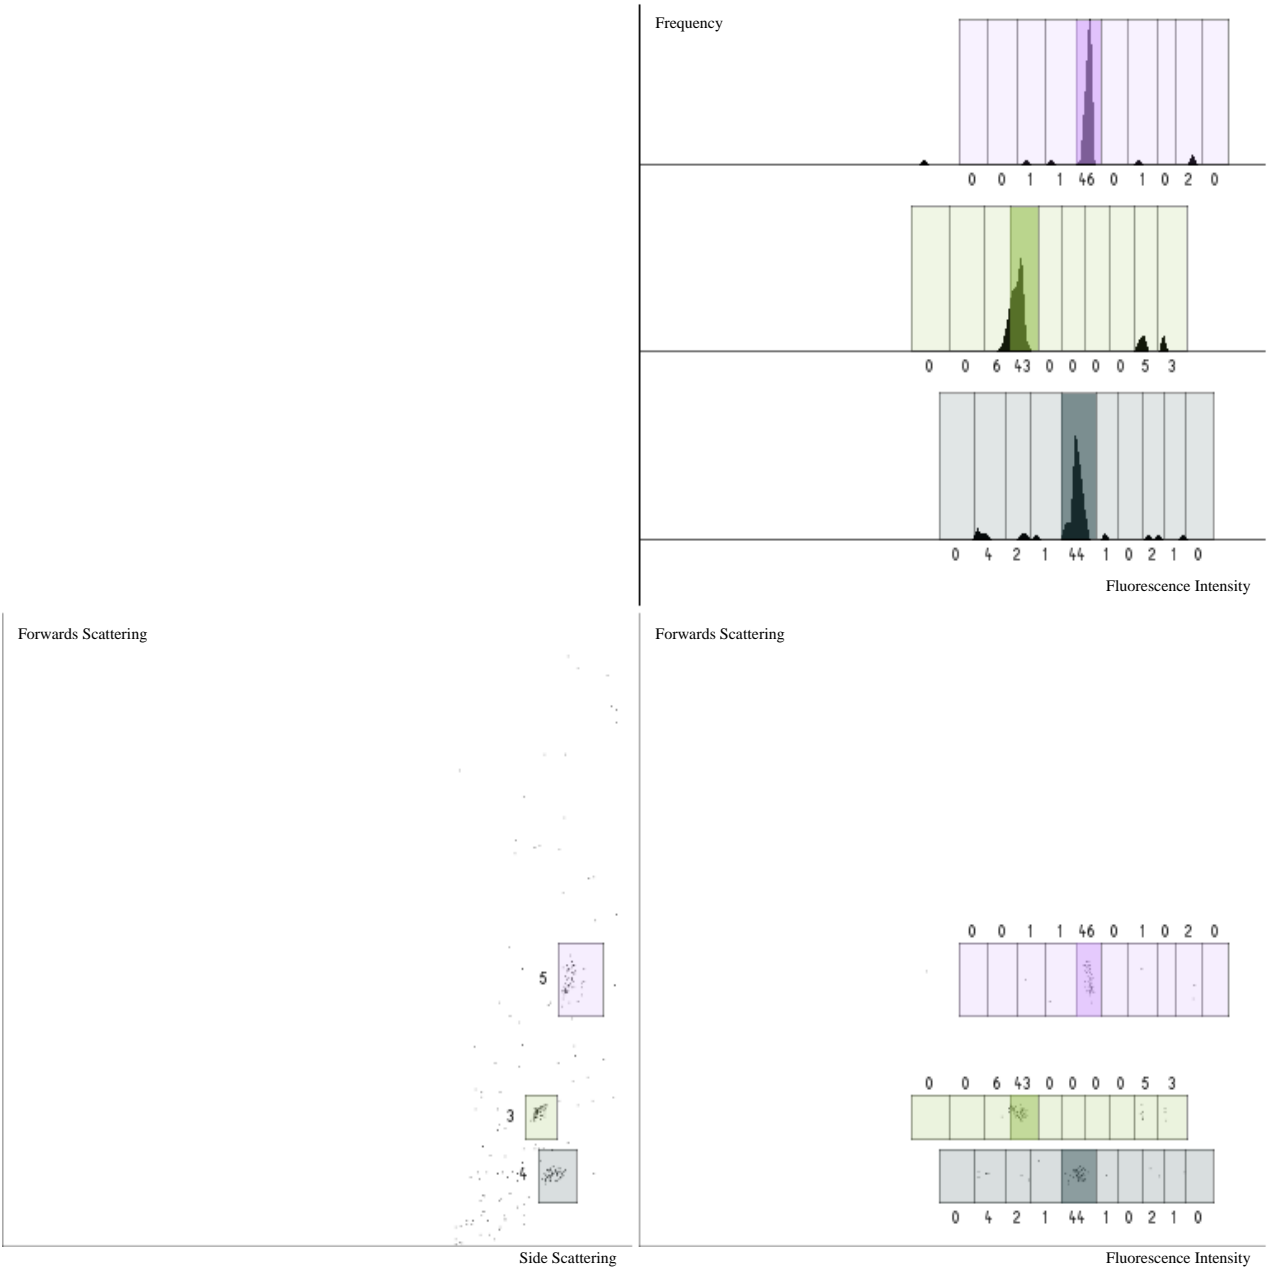 Frequency
0 0 1 1 46 0 1 0 2 0
0 0 6 43 0 0 0 0 5 3
0 4 2 1 44 1 0 2 1 0
Fluorescence Intensity
Forwards Scattering
5
3
4
Side Scattering
Forwards Scattering
0 0 1 1 46 0 1 0 2 0
0 0 6 43 0 0 0 0 5 3
0 4 2 1 44 1 0 2 1 0
Fluorescence Intensity